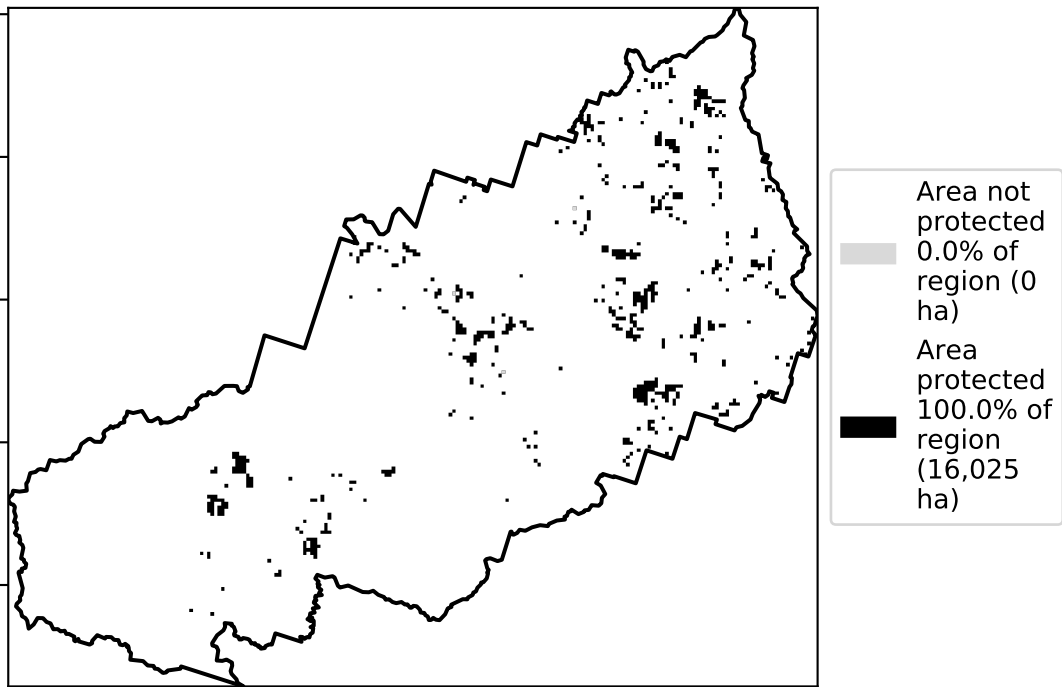 Area not
protected
0.0% of
region (0
ha)
Area
protected
100.0% of
region
(16,025
ha)